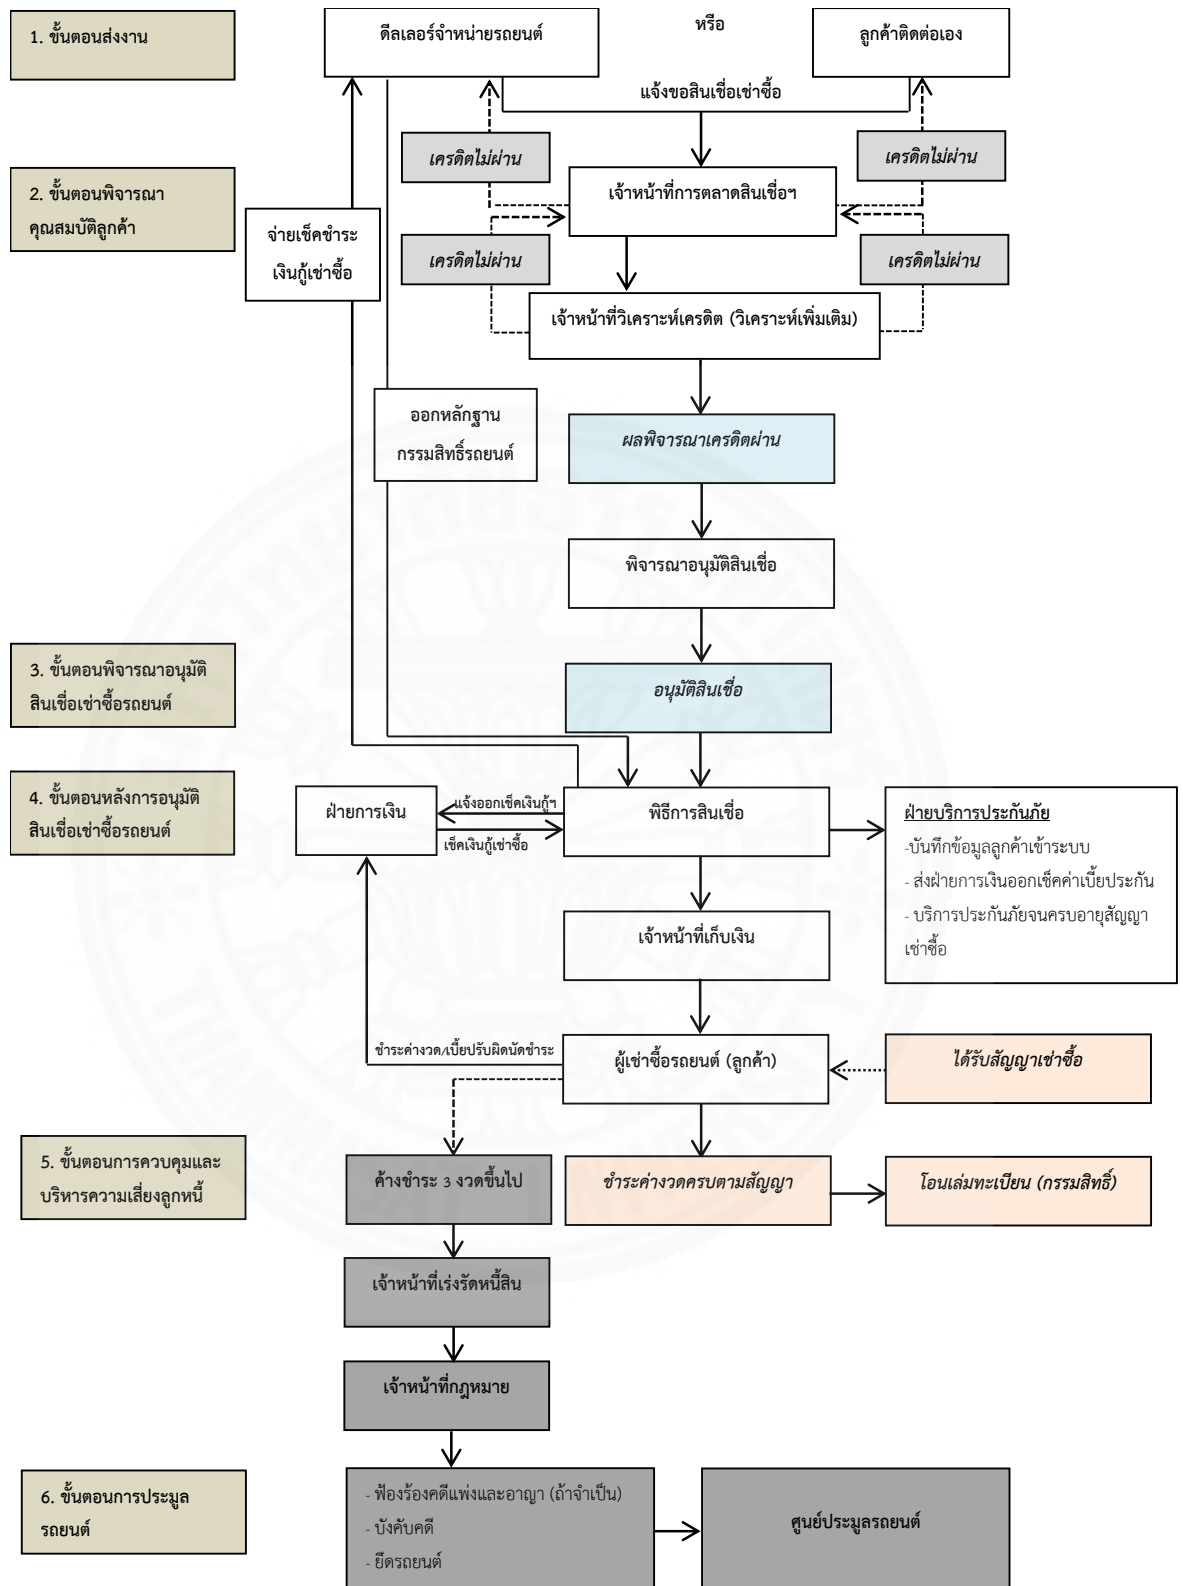 1. ขั้นตอนส่งงาน
ดีลเลอร์จำหน่ายรถยนต์
หรือ
ลูกค้าติดต่อเอง
แจ้งขอสินเชื่อเช่าซื้อ
เครดิตไม่ผ่าน
เครดิตไม่ผ่าน
2. ขั้นตอนพิจารณา
คุณสมบัติลูกค้า
เจ้าหน้าที่การตลาดสินเชื่อฯ
จ่ายเช็คชำระ
เงินกู้เช่าซื้อ
เครดิตไม่ผ่าน
เครดิตไม่ผ่าน
เจ้าหน้าที่วิเคราะห์เครดิต (วิเคราะห์เพิ่มเติม)
ออกหลักฐาน
กรรมสิทธิ์รถยนต์
ผลพิจารณาเครดิตผ่าน
พิจารณาอนุมัติสินเชื่อ
3. ขั้นตอนพิจารณาอนุมัติ
สินเชื่อเช่าซื้อรถยนต์
อนุมัติสินเชื่อ
4. ขั้นตอนหลังการอนุมัติ
สินเชื่อเช่าซื้อรถยนต์
ฝ่ายการเงิน
แจ้งออกเช็คเงินกู้ฯ
เช็คเงินกู้เช่าซื้อ
พิธีการสินเชื่อ
ฝ่ายบริการประกันภัย
-บันทึกข้อมูลลูกค้าเข้าระบบ
- ส่งฝ่ายการเงินออกเช็คค่าเบี้ยประกัน
- บริการประกันภัยจนครบอายุสัญญา
เช่าซื้อ
เจ้าหน้าที่เก็บเงิน
ชำระค่างวด/เบี้ยปรับผิดนัดชำระ
ผู้เช่าซื้อรถยนต์ (ลูกค้า)
ได้รับสัญญาเช่าซื้อ
5. ขั้นตอนการควบคุมและ
บริหารความเสี่ยงลูกหนี้
ค้างชำระ 3 งวดขึ้นไป
ชำระค่างวดครบตามสัญญา
โอนเล่มทะเบียน (กรรมสิทธิ์)
เจ้าหน้าที่เร่งรัดหนี้สิน
เจ้าหน้าที่กฎหมาย
6. ขั้นตอนการประมูล
รถยนต์
- ฟ้องร้องคดีแพ่งและอาญา (ถ้าจำเป็น)
- บังคับคดี
- ยึดรถยนต์
ศูนย์ประมูลรถยนต์